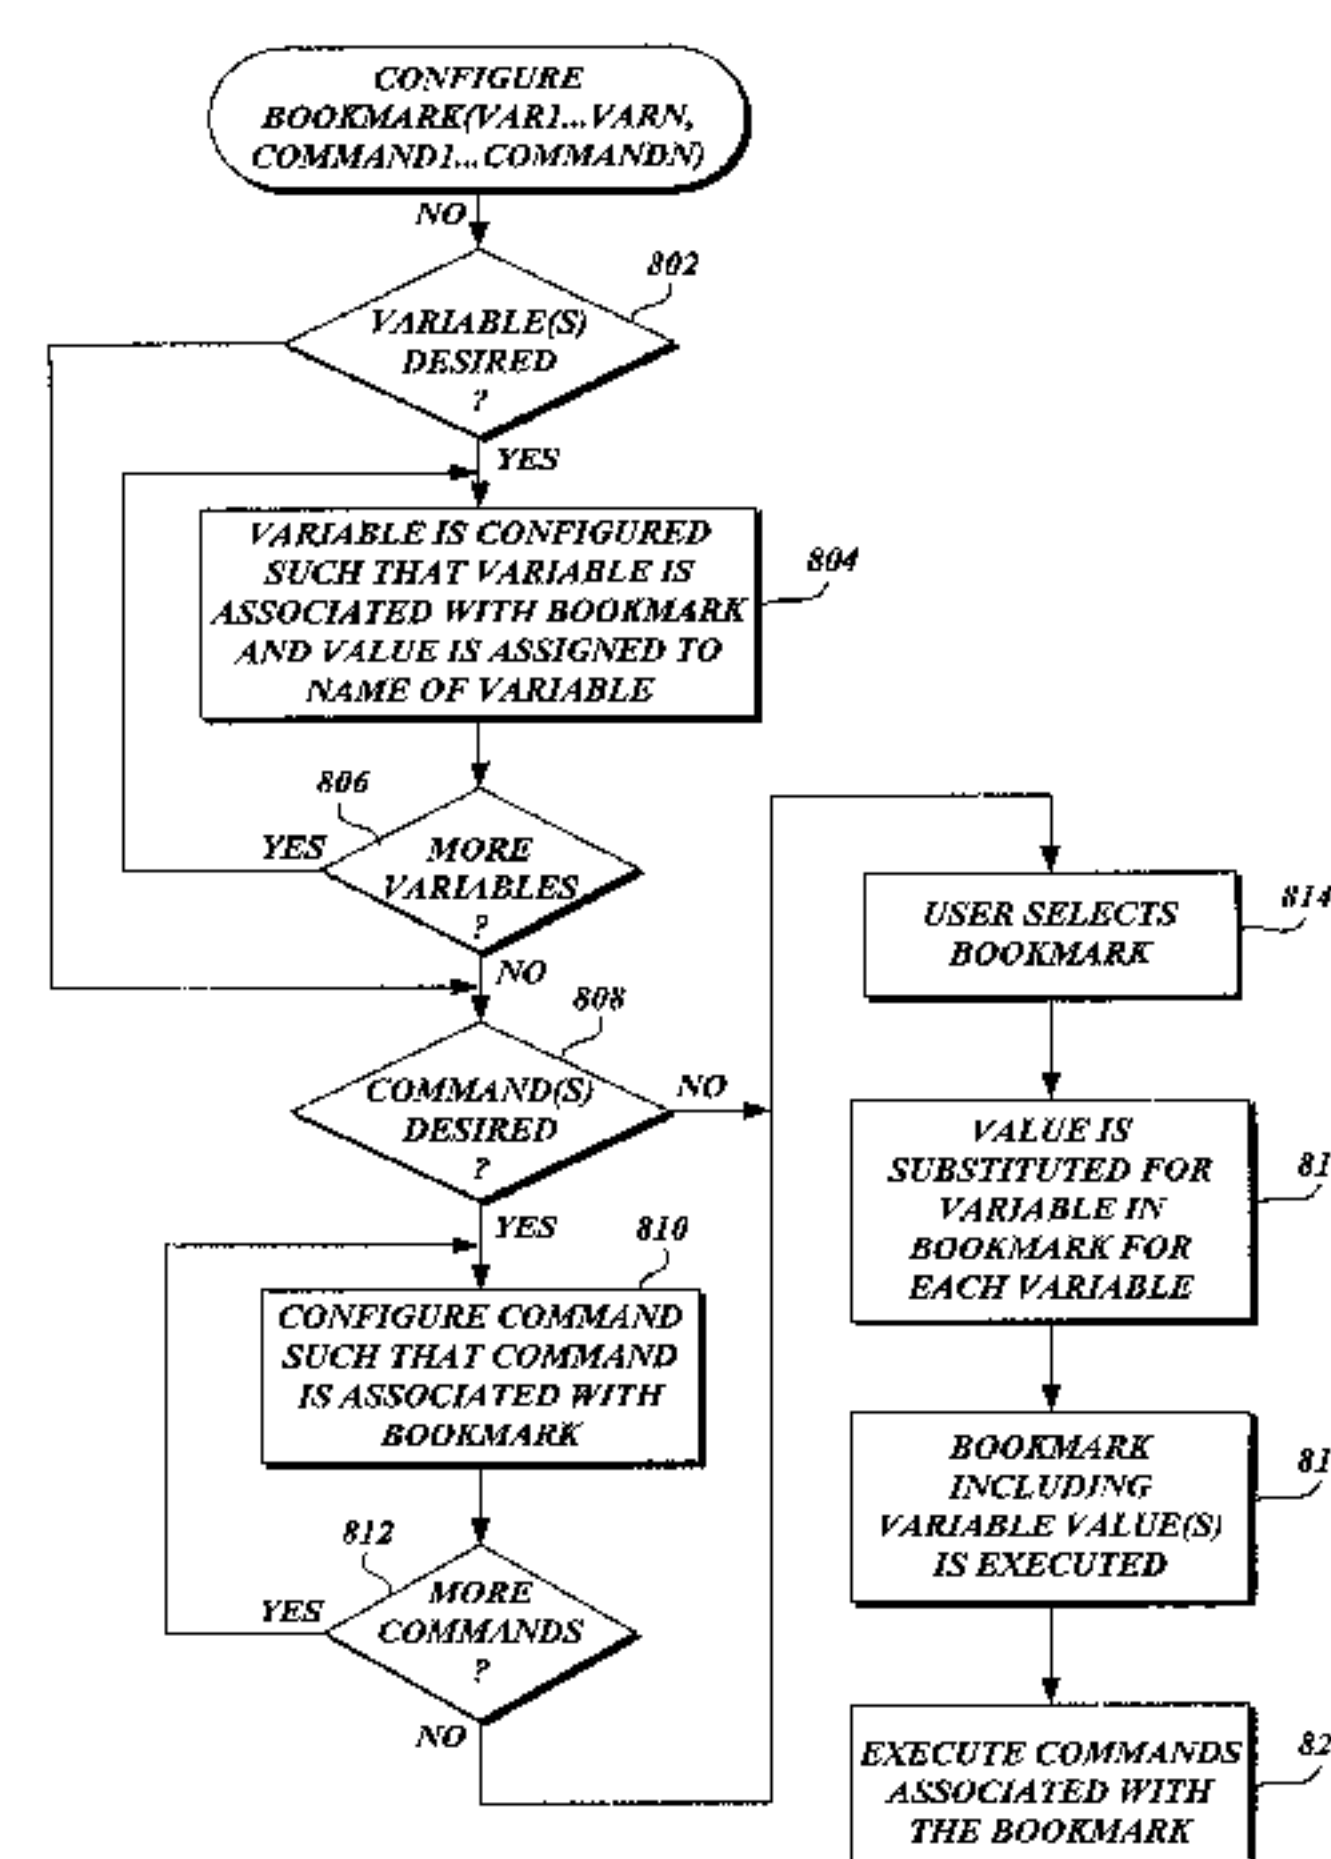 CONFIGURE
BOOKMARK(VAR1...VARN,
COMMAND1...COMMANDN)
NO
802
VARIABLE(S)
DESIRED
?
YES
VARIABLE IS CONFIGURED
SUCH THAT VARIABLE IS
ASSOCIATED WITH BOOKMARK
AND VALUE IS ASSIGNED TO
NAME OF VARIABLE
804
806
YES
MORE
VARIABLES
?
NO
808
COMMAND(S)
DESIRED
?
NO
YES
810
CONFIGURE COMMAND
SUCH THAT COMMAND
IS ASSOCIATED WITH
BOOKMARK
812
YES
MORE
COMMANDS
?
NO
USER SELECTS
BOOKMARK
814
VALUE IS
SUBSTITUTED FOR
VARIABLE IN
BOOKMARK FOR
EACH VARIABLE
81
BOOKMARK
INCLUDING
VARIABLE VALUE(S)
IS EXECUTED
81
EXECUTE COMMANDS
ASSOCIATED WITH
THE BOOKMARK
82